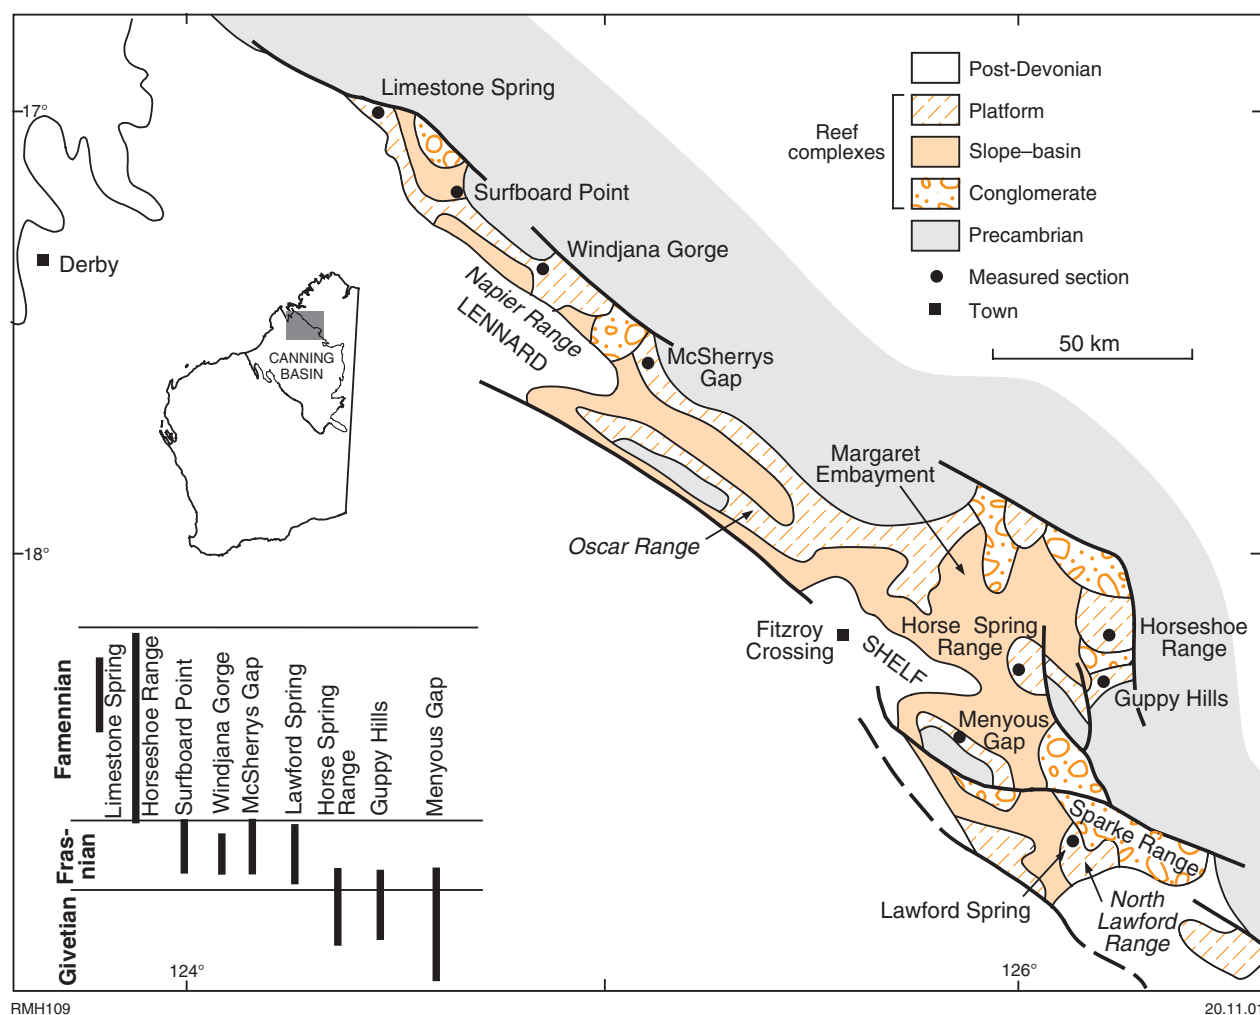 Limestone Spring
17°
Surfboard Point
Windjana Gorge
Derby
Napier Range
LENNARD
McSherrys
Gap
CANNING
BASIN
Post-Devonian
Platform
Reef
complexes
Slope–basin
Conglomerate
Precambrian
Measured section
Town
50 km
Margaret
Embayment
Oscar Range
18°
Fitzroy
Crossing
SHELF
Horse Spring
Range
Horseshoe
Range
Guppy Hills
Menyous
Gap
Sparke Range
Lawford Spring
North
Lawford
Range
Famennian
Fras-
nian
Givetian
Limestone Spring
Horseshoe Range
Surfboard Point
Windjana Gorge
McSherry Gap
Lawford Spring
Horse Spring
Range
Guppy Hills
Menyous Gap
124°
126°
RMH109
20.11.01